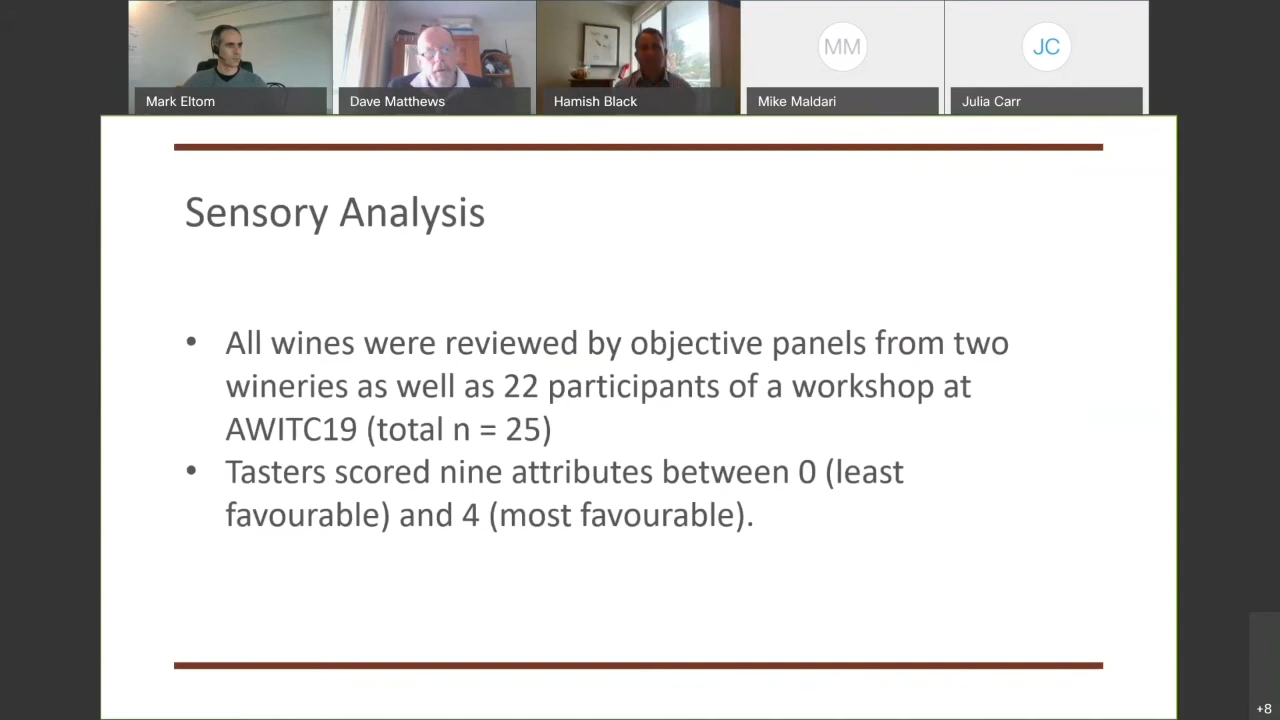 MM
JC
Mark Eltom
Dave Matthews
Hamish Black
Mike Maldari
Julia Carr
Sensory Analysis
• All wines were reviewed by objective panels from two
wineries as well as 22 participants of a workshop at
AWITC19 (total n = 25)
• Tasters scored nine attributes between 0 (least
favourable) and 4 (most favourable).
+8